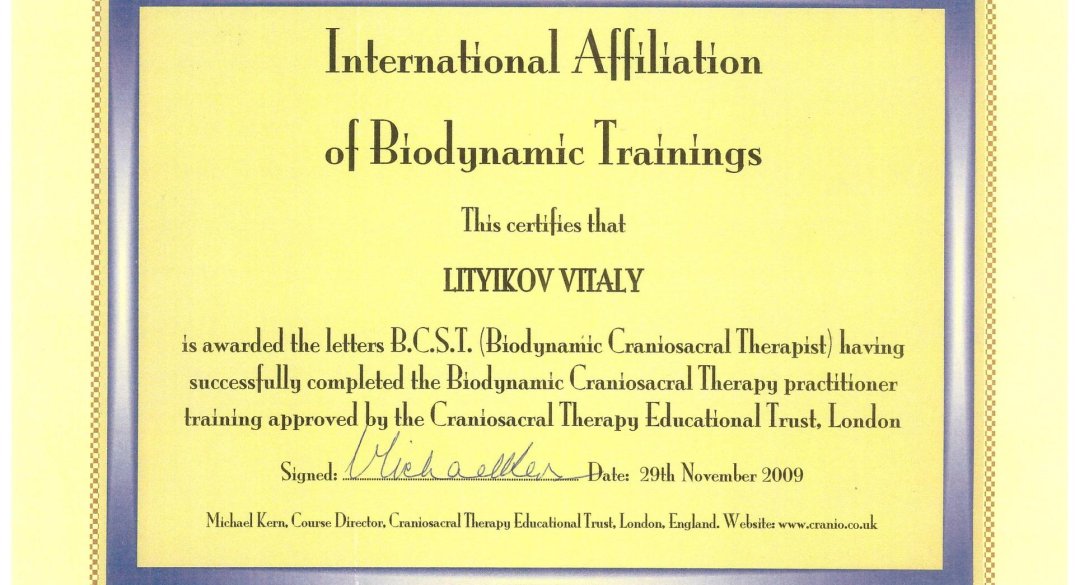 International Affiliation
of Biodynamic Trainings
This certifies that
LITYIKOV VITALY
is awarded the letters B.C.S.T. (Biodynamic Craniosacral Therapist) having
successfully completed the Biodynamic Craniosacral Therapy practitioner
training approved by the Craniosacral Therapy Educational Trust, London
Signed: Michael Kern Date: 29th November 2009
Michael Kern, Course Director, Craniosacral Therapy Educational Trust, London, England. Website: www.cranio.co.uk